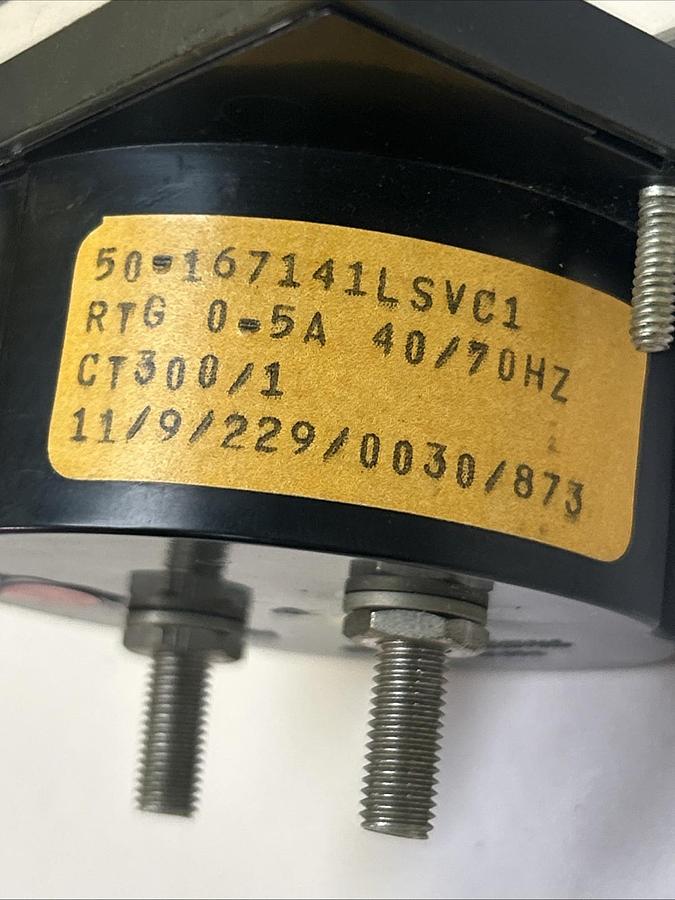 50-167141LSVC1
RTG 0-5A 40/70HZ
CT300/1
11/9/229/0030/873